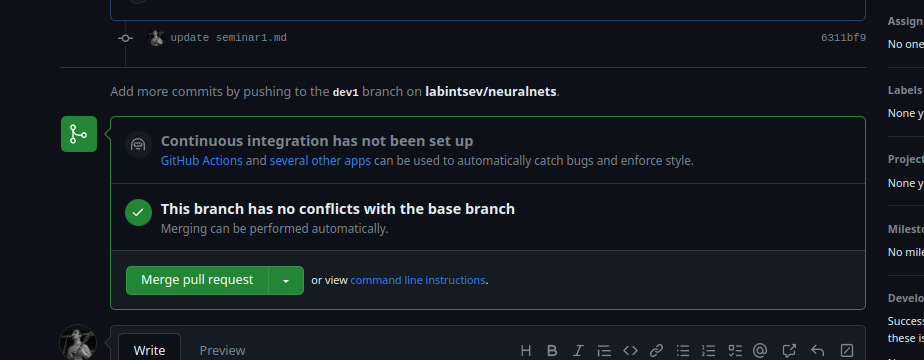 update seminar1.md
6311bf9
Add more commits by pushing to the dev1 branch on labintsev/neuralnets.
Continuous integration has not been set up
GitHub Actions and several other apps can be used to automatically catch bugs and enforce style.
This branch has no conflicts with the base branch
Merging can be performed automatically.
Merge pull request
or view command line instructions.
Write
Preview
H B I
@
Assign
No one
Labels
None y
Project
None y
Milesto
No mile
Develo
Success
these is